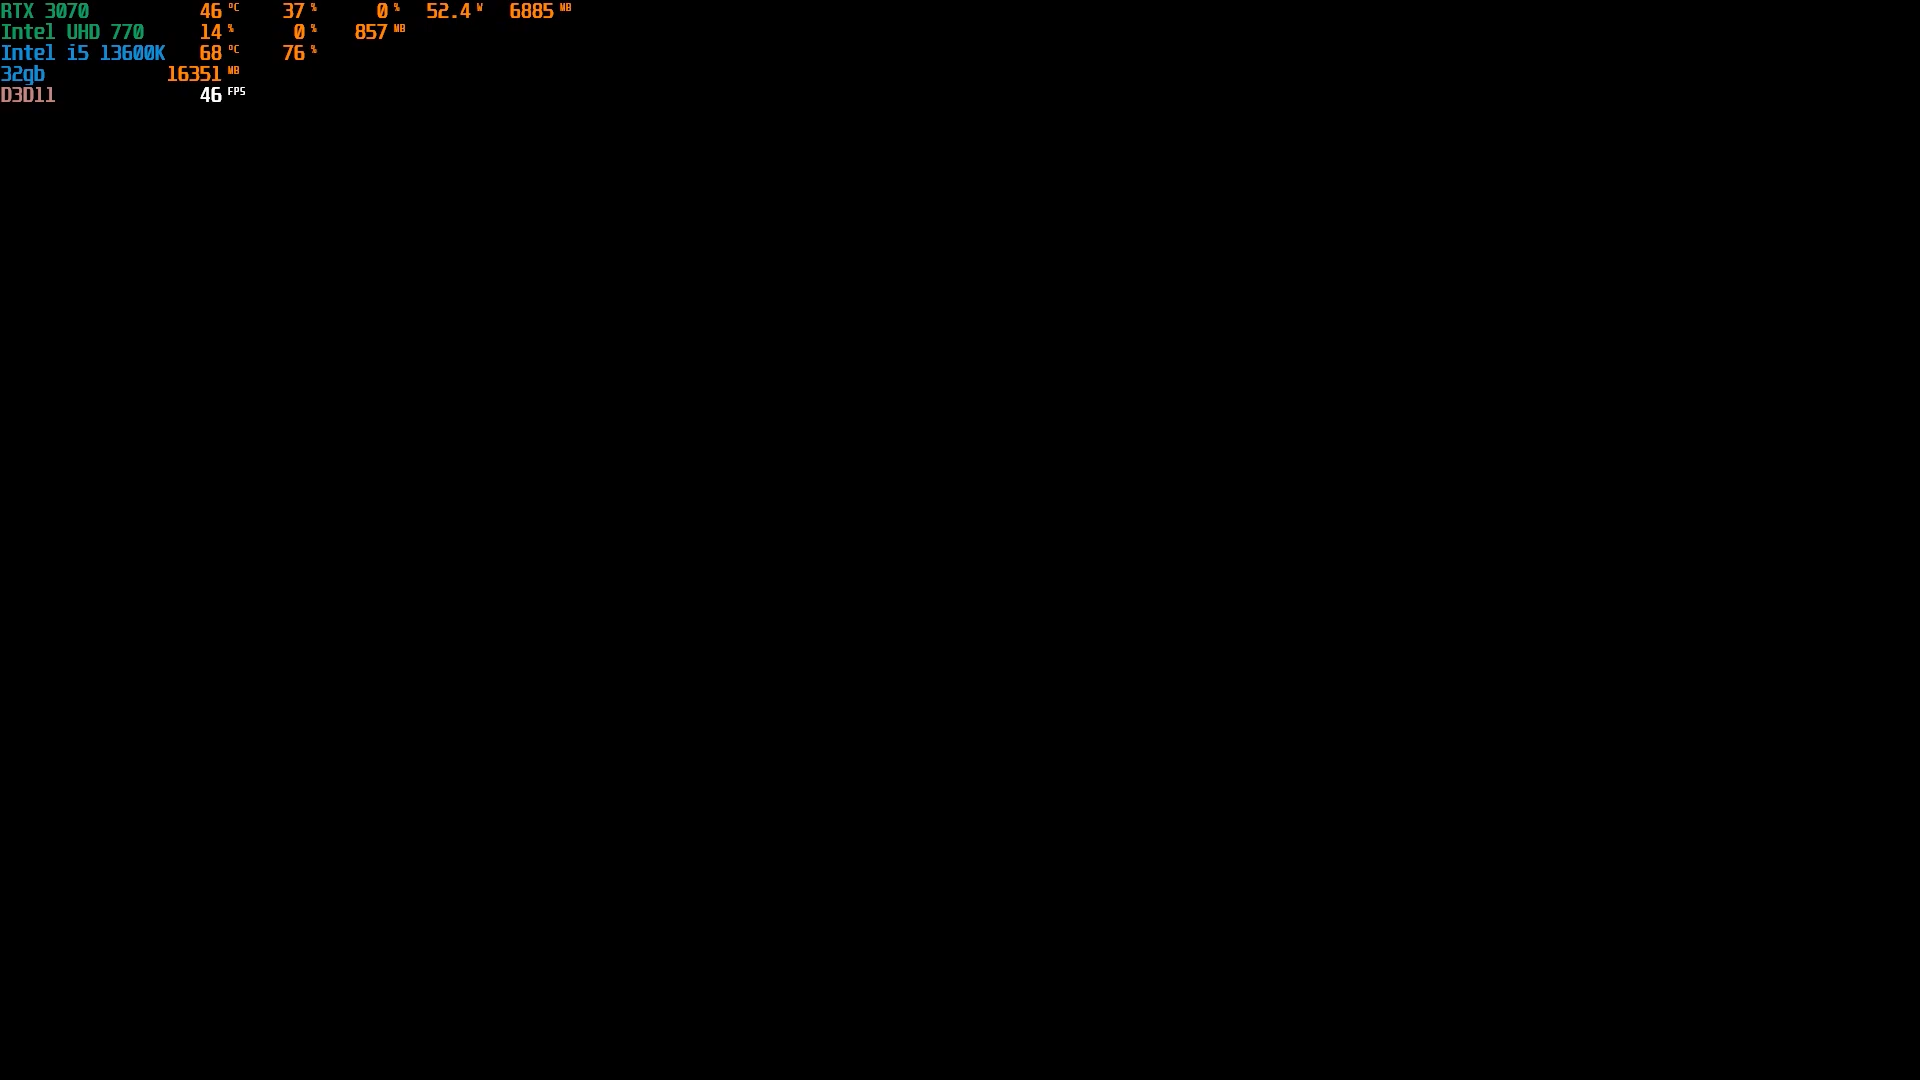 RTX 3070 46 °C 37 % 0 % 52.4 W 6885 MB
Intel UHD 770 14 % 0 % 857 MB
Intel i5 13600K 68 °C 76 %
32gb 16351 MB
D3D11 46 FPS